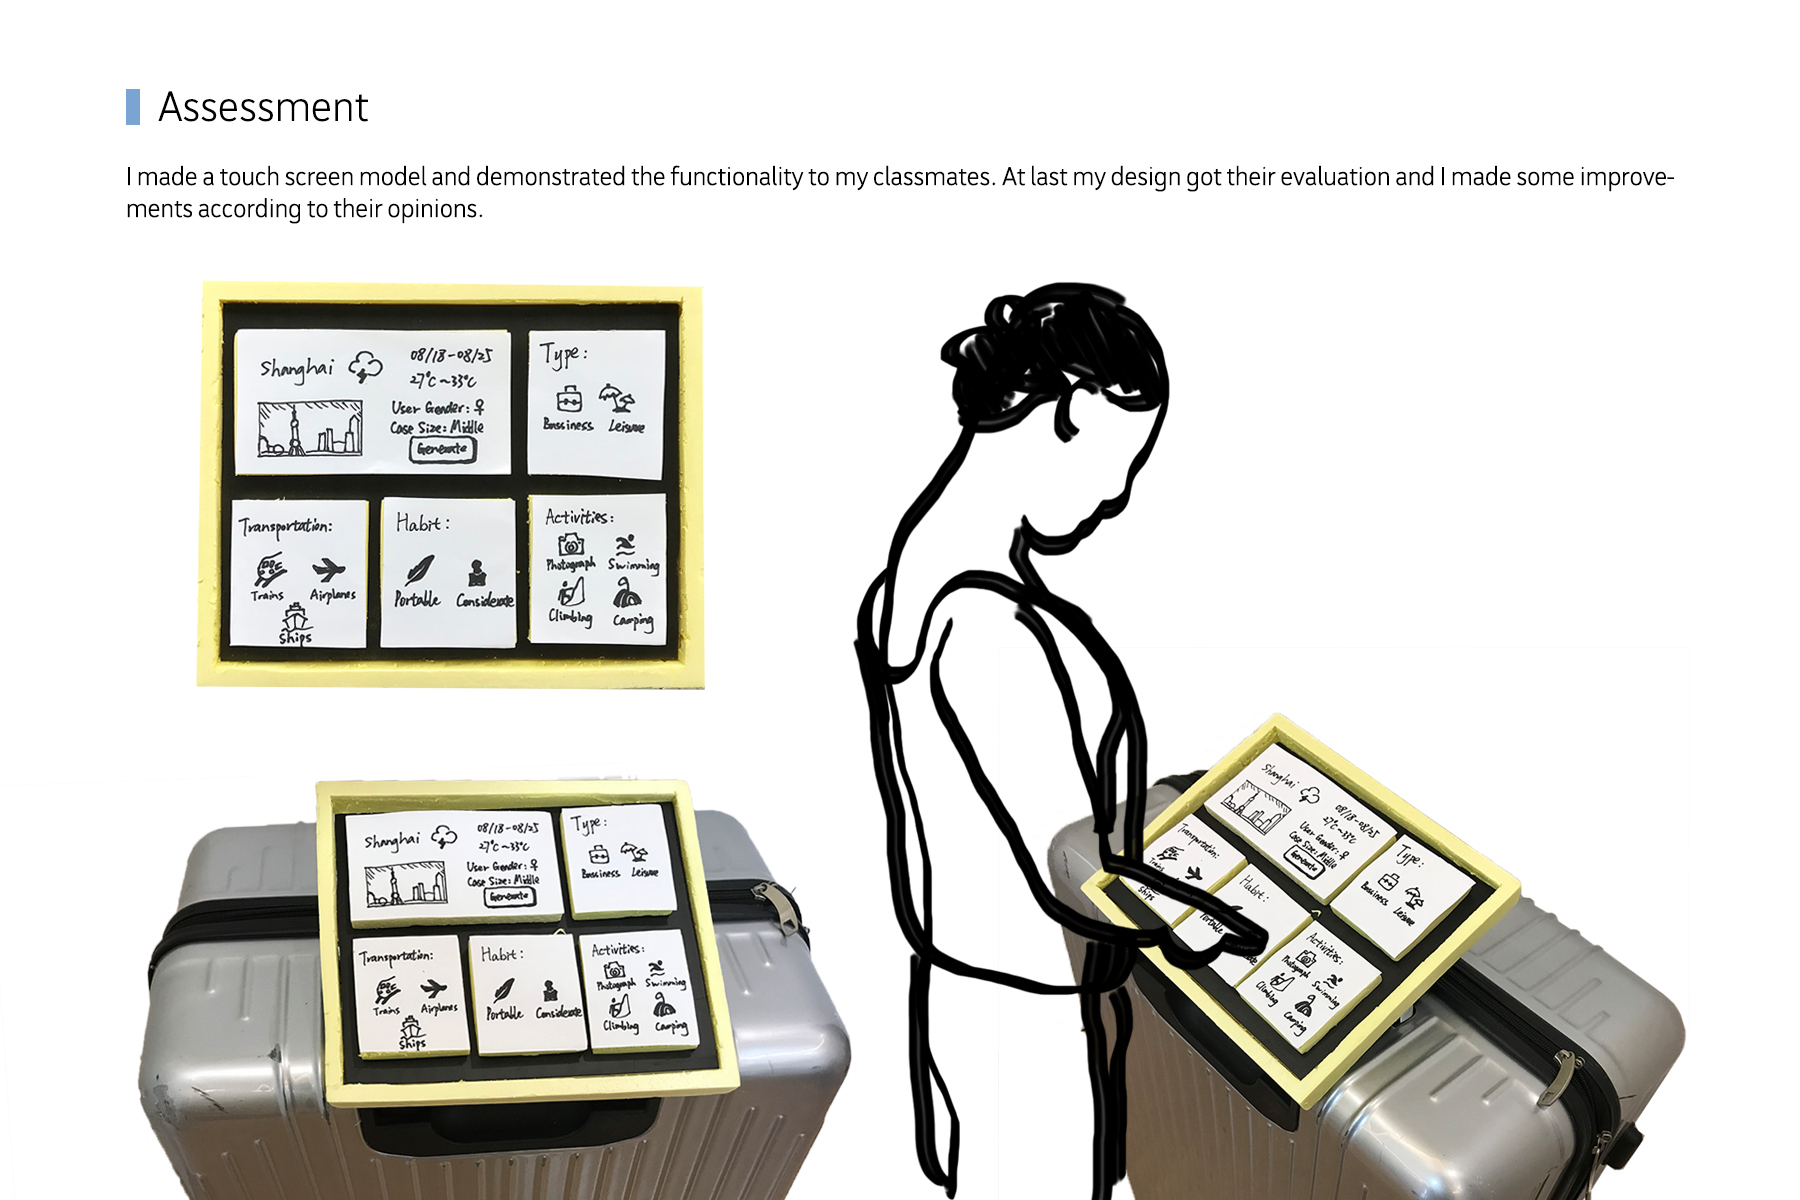 Assessment
I made a touch screen model and demonstrated the functionality to my classmates. At last my design got their evaluation and I made some improve-
ments according to their opinions.
Shanghai
08/18-08/25
27°C~33°C
User Gender: ♀
Case Size: Middle
Generate
Type:
Bussiness Leisure
Transportation:
Trains Airplanes
Ships
Habit:
Portable Considerate
Activities:
Photograph Swimming
Climbing Camping
Shanghai
08/18-08/25
27°C~33°C
User Gender: ♀
Case Size: Middle
Generate
Type:
Bussiness Leisure
Transportation:
Trains Airplanes
Ships
Habit:
Portable Considerate
Activities:
Photograph Swimming
Climbing Camping
Shanghai
08/18-08/25
27°C~33°C
User Gender: ♀
Case Size: Middle
Generate
Type:
Bussiness Leisure
Transportation:
Trains
Ships
Habit:
Portable
Activities:
Photograph Swimming
Climbing Camping